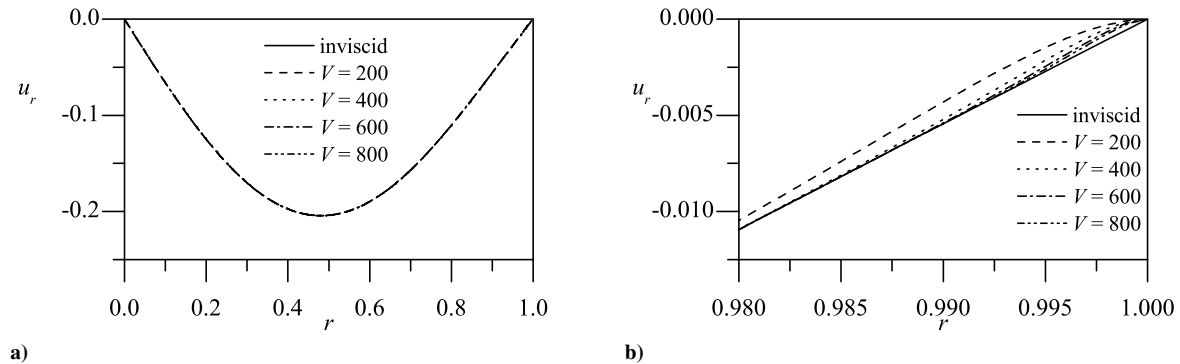 0.0
-0.1
-0.2
u_r
inviscid
V = 200
V = 400
V = 600
V = 800
0.0 0.2 0.4 0.6 0.8 1.0
r
a)
0.000
-0.005
-0.010
u_r
inviscid
V = 200
V = 400
V = 600
V = 800
0.980 0.985 0.990 0.995 1.000
r
b)